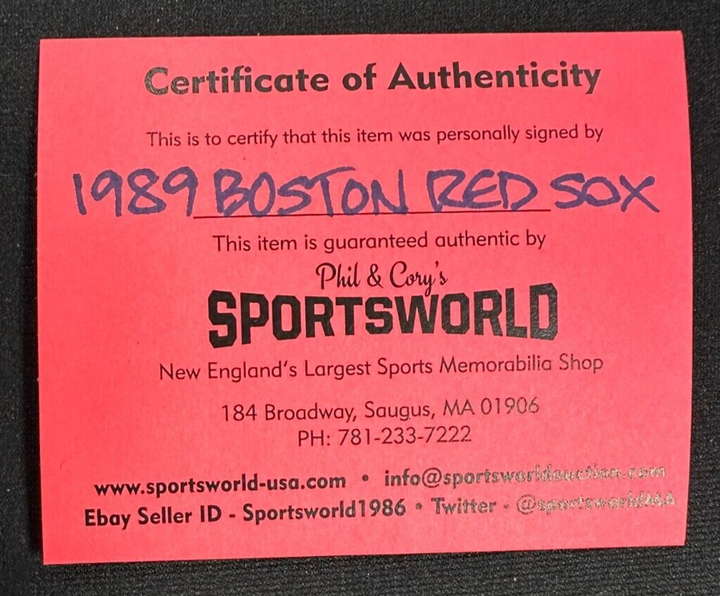 Certificate of Authenticity
This is to certify that this item was personally signed by
1989 BOSTON RED SOX
This item is guaranteed authentic by
Phil & Cory's
SPORTSWORLD
New England's Largest Sports Memorabilia Shop
184 Broadway, Saugus, MA 01906
PH: 781-233-7222
www.sportsworld-usa.com • info@sportsworldauction.com
Ebay Seller ID - Sportsworld1986 • Twitter - @sportsworldMA